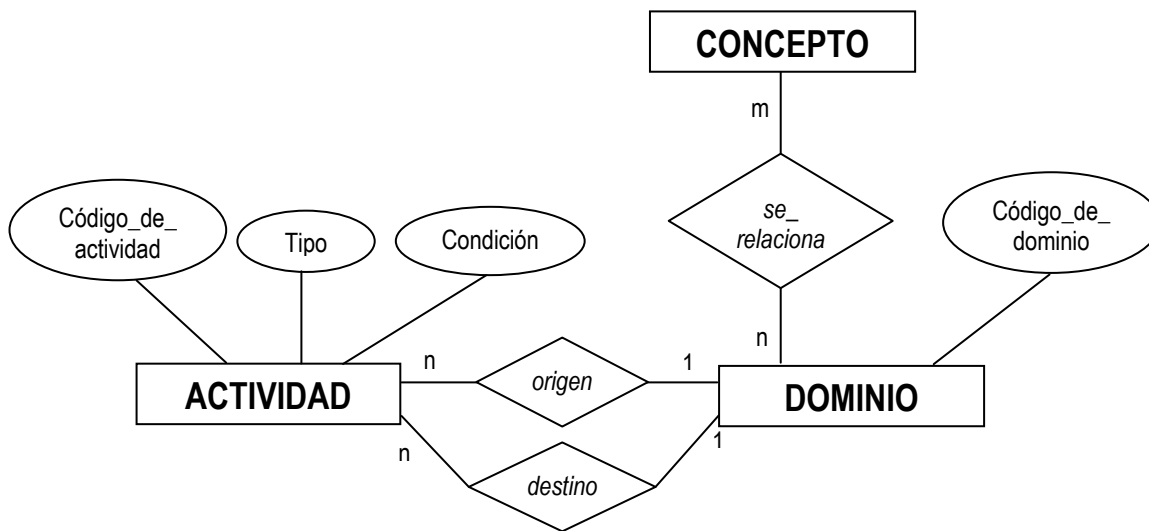 CONCEPTO
m
se_
relaciona
Código_de_
dominio
Código_de_
actividad
Tipo
Condición
n
n
origen
1
ACTIVIDAD
DOMINIO
n
destino
1